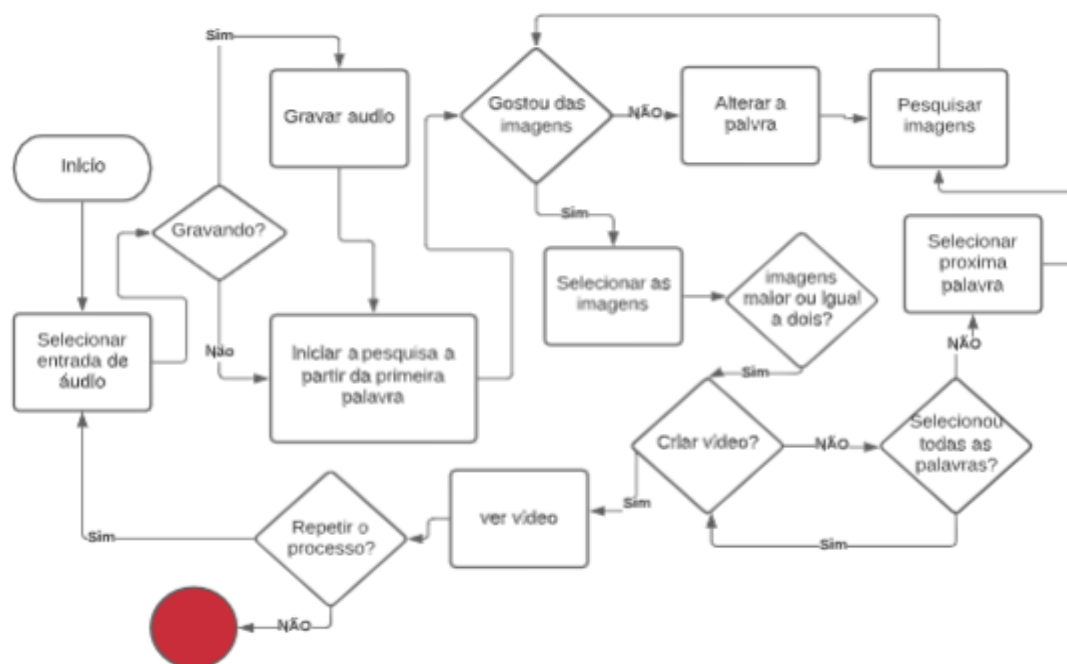 Sim
Gravar audio
Gostou das
imagens
NÃO
Alterar a
palvra
Pesquisar
imagens
Início
Gravando?
Sim
Selecionar as
imagens
imagens
maior ou igual
a dois?
Selecionar
proxima
palavra
Selecionar
entrada de
áudio
Não
Iniciar a pesquisa a
partir da primeira
palavra
Sim
NÃO
Criar vídeo?
NÃO
Selecionou
todas as
palavras?
Sim
ver vídeo
Sim
Repetir o
processo?
Sim
NÃO